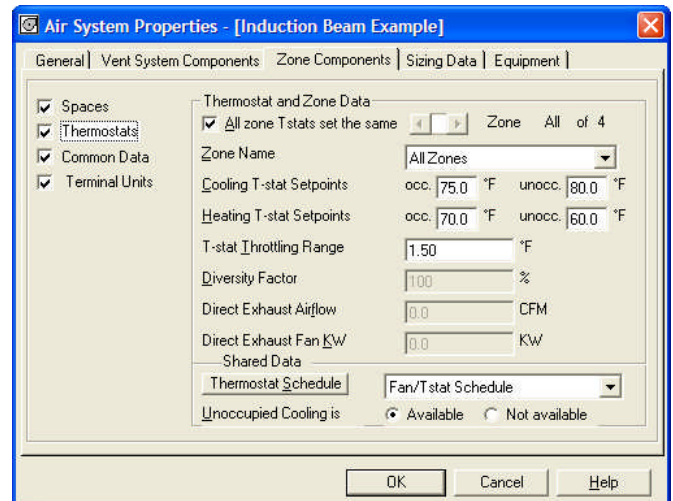 Air System Properties - [Induction Beam Example]
General Vent System Components Zone Components Sizing Data Equipment
Spaces
Thermostats
Common Data
Terminal Units
Thermostat and Zone Data
All zone Tstats set the same Zone All of 4
Zone Name All Zones
Cooling T-stat Setpoints occ. 75.0 °F unocc. 80.0 °F
Heating T-stat Setpoints occ. 70.0 °F unocc. 60.0 °F
T-stat Throttling Range 1.50 °F
Diversity Factor 100 %
Direct Exhaust Airflow 0.0 CFM
Direct Exhaust Fan KW 0.0 KW
Shared Data
Thermostat Schedule Fan/Tstat Schedule
Unoccupied Cooling is Available Not available
OK Cancel Help